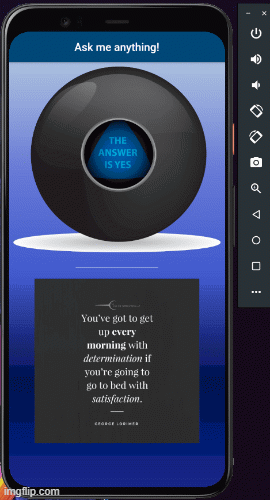 Ask me anything!
THE
ANSWER
IS YES
You've got to get
up every
morning with
determination if
you're going to
go to bed with
satisfaction.
GEORGE LORIMER
imgflip.com